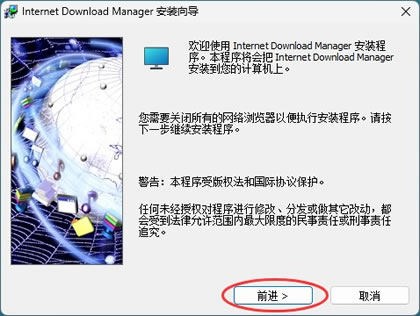 Internet Download Manager 安装向导
欢迎使用 Internet Download Manager 安装程
序。本程序将会把 Internet Download Manager
安装到您的计算机上。
您需要关闭所有的网络浏览器以便执行安装程序。请按
下一步继续安装程序。
警告：本程序受版权法和国际协议保护。
任何未经授权对程序进行修改、分发或做其它改动，都
会受到法律允许范围内最大限度的民事责任或刑事责任
追究。
前进 >
取消